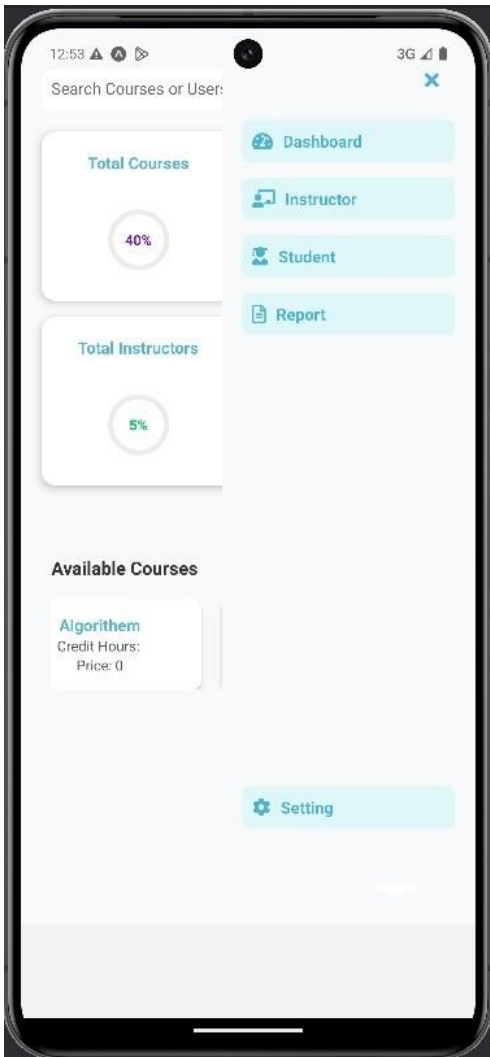 12:53
3G
Search Courses or User
Total Courses
40%
Total Instructors
5%
Available Courses
Algorithem
Credit Hours:
Price: 0
Dashboard
Instructor
Student
Report
Setting